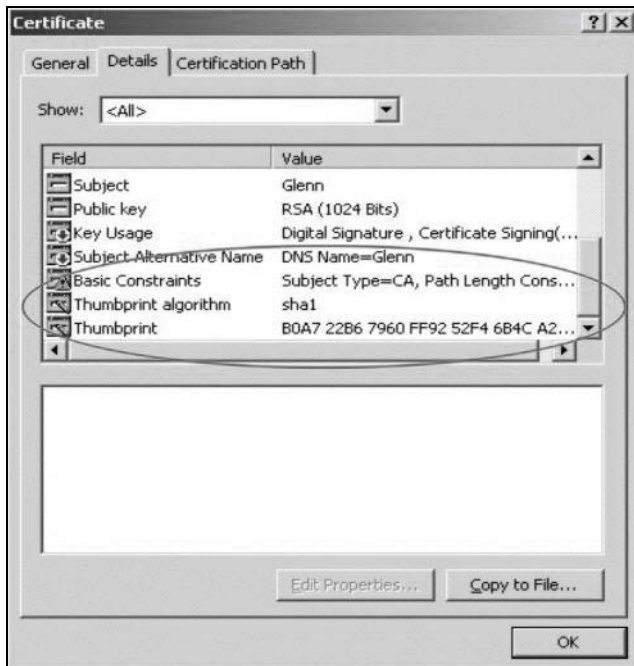 Certificate
General Details Certification Path
Show: <All>
Field Value
Subject Glenn
Public key RSA (1024 Bits)
Key Usage Digital Signature , Certificate Signing(...
Subject Alternative Name DNS Name=Glenn
Basic Constraints Subject Type=CA, Path Length Cons...
Thumbprint algorithm sha1
Thumbprint B0A7 22B6 7960 FF92 52F4 6B4C A2...
Edit Properties... Copy to File...
OK